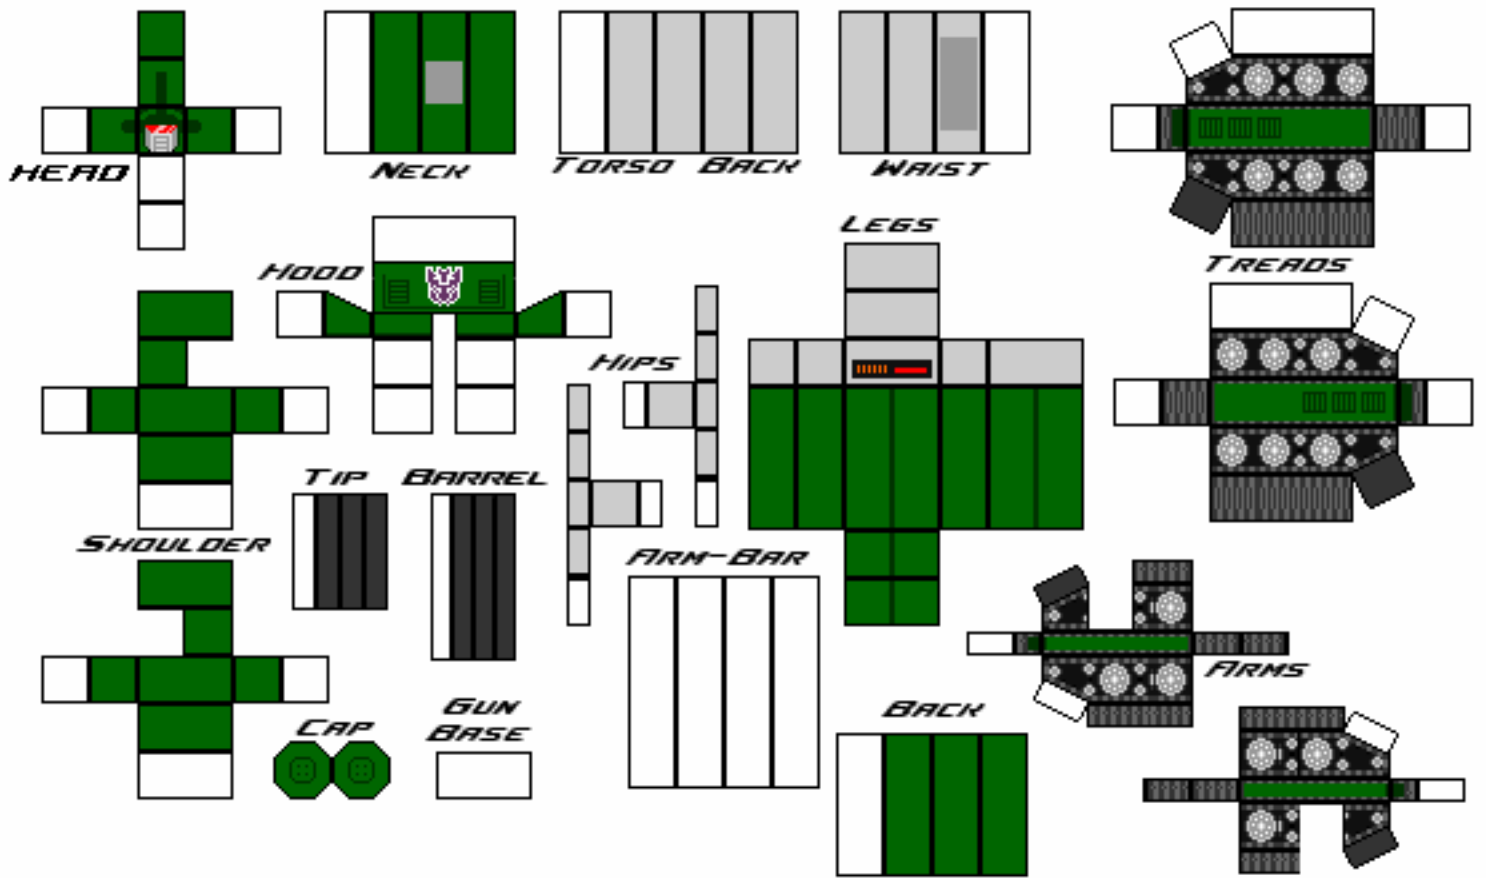 HEAD
NECK
TORSO BACK
WAIST
LEGS
TREADS
HOOD
HIPS
TIP
BARREL
SHOULDER
ARM-BAR
ARMS
CAP
GUN
BASE
BACK